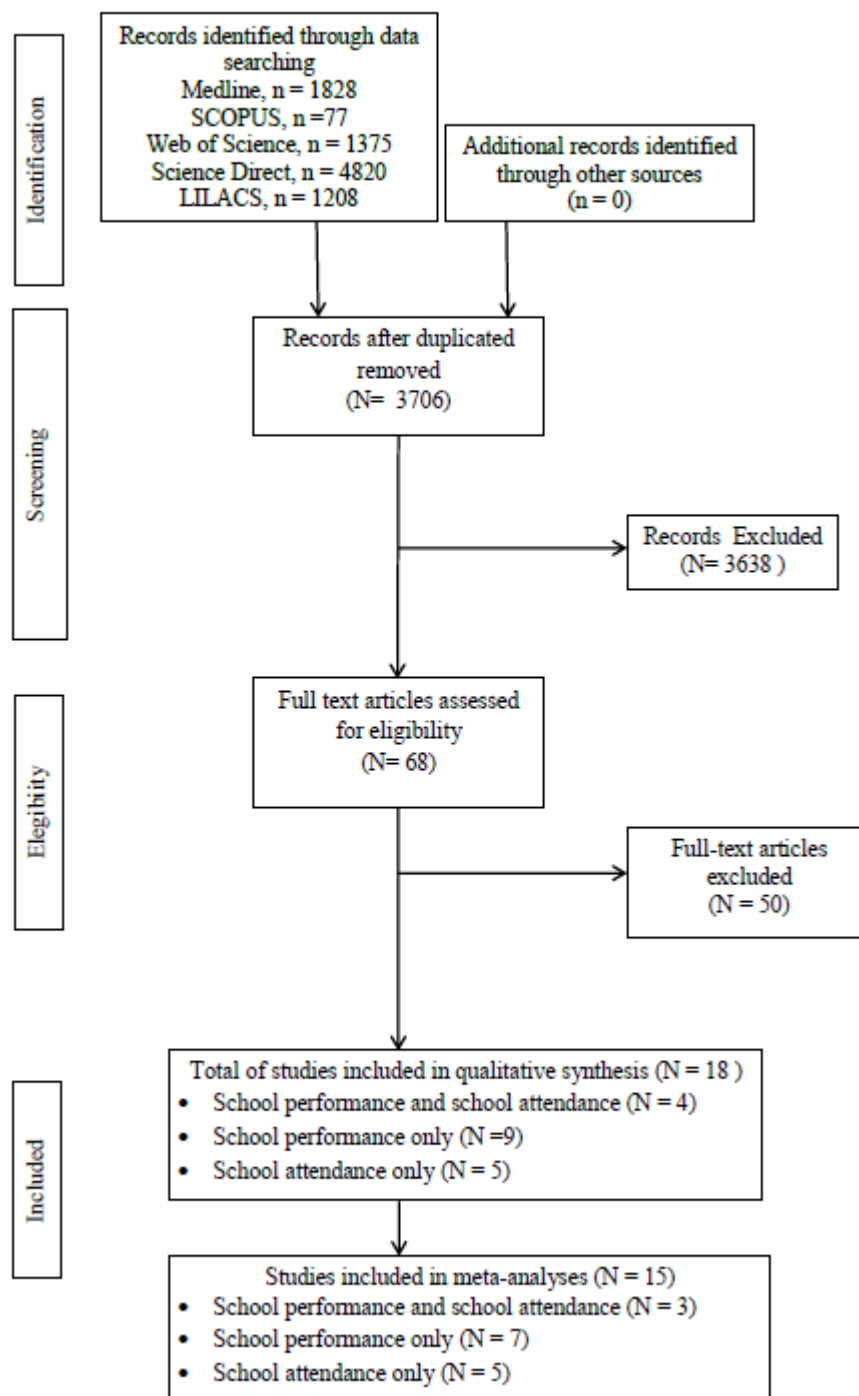 Identification
Records identified through data
searching
Medline, n = 1828
SCOPUS, n =77
Web of Science, n = 1375
Science Direct, n = 4820
LILACS, n = 1208
Additional records identified
through other sources
(n = 0)
Screening
Records after duplicated
removed
(N=  3706)
Records  Excluded
(N= 3638 )
Elegibiity
Full text articles assessed
for eligibility
(N= 68)
Full-text articles
excluded
(N = 50)
Included
Total of studies included in qualitative synthesis (N = 18 )
• School performance and school attendance (N = 4)
• School performance only (N =9)
• School attendance only (N = 5)
Studies included in meta-analyses (N = 15)
• School performance and school attendance (N = 3)
• School performance only (N = 7)
• School attendance only (N = 5)